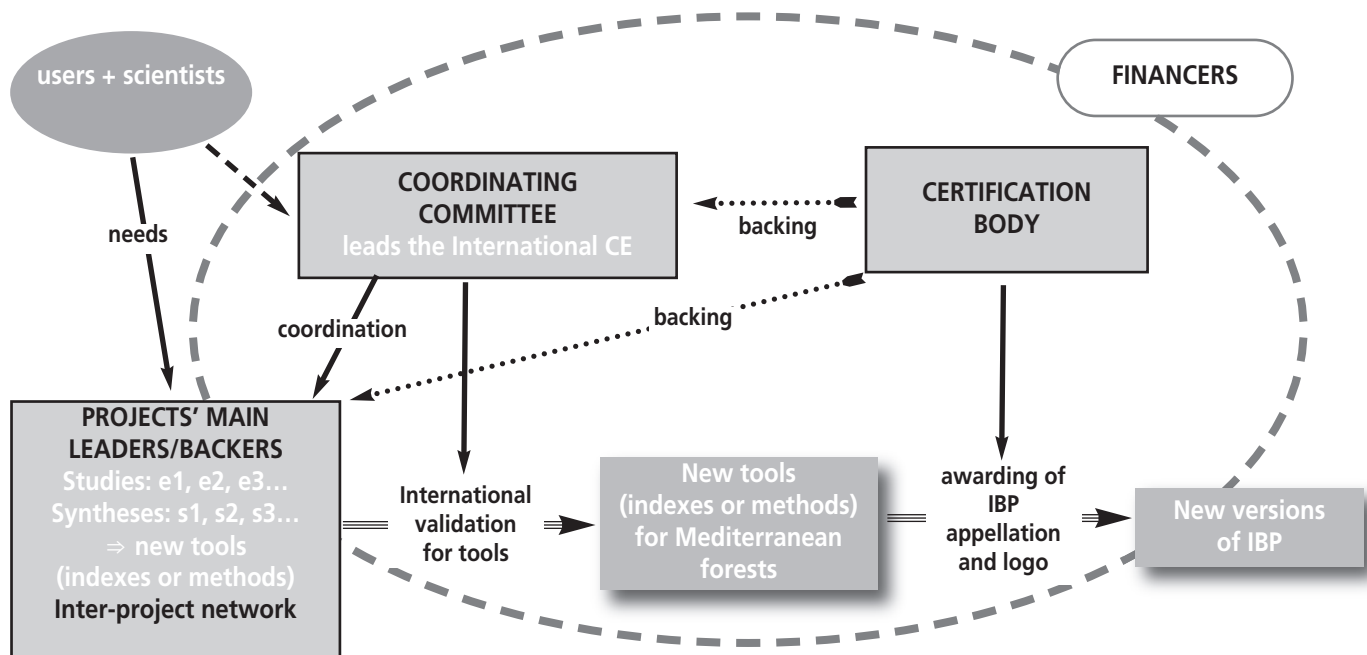 users + scientists
FINANCERS
COORDINATING
COMMITTEE
leads the International CE
CERTIFICATION
BODY
backing
needs
coordination
backing
PROJECTS' MAIN
LEADERS/BACKERS
Studies: e1, e2, e3…
Syntheses: s1, s2, s3…
⇒ new tools
(indexes or methods)
Inter-project network
International
validation
for tools
New tools
(indexes or methods)
for Mediterranean
forests
awarding of
IBP
appellation
and logo
New versions
of IBP